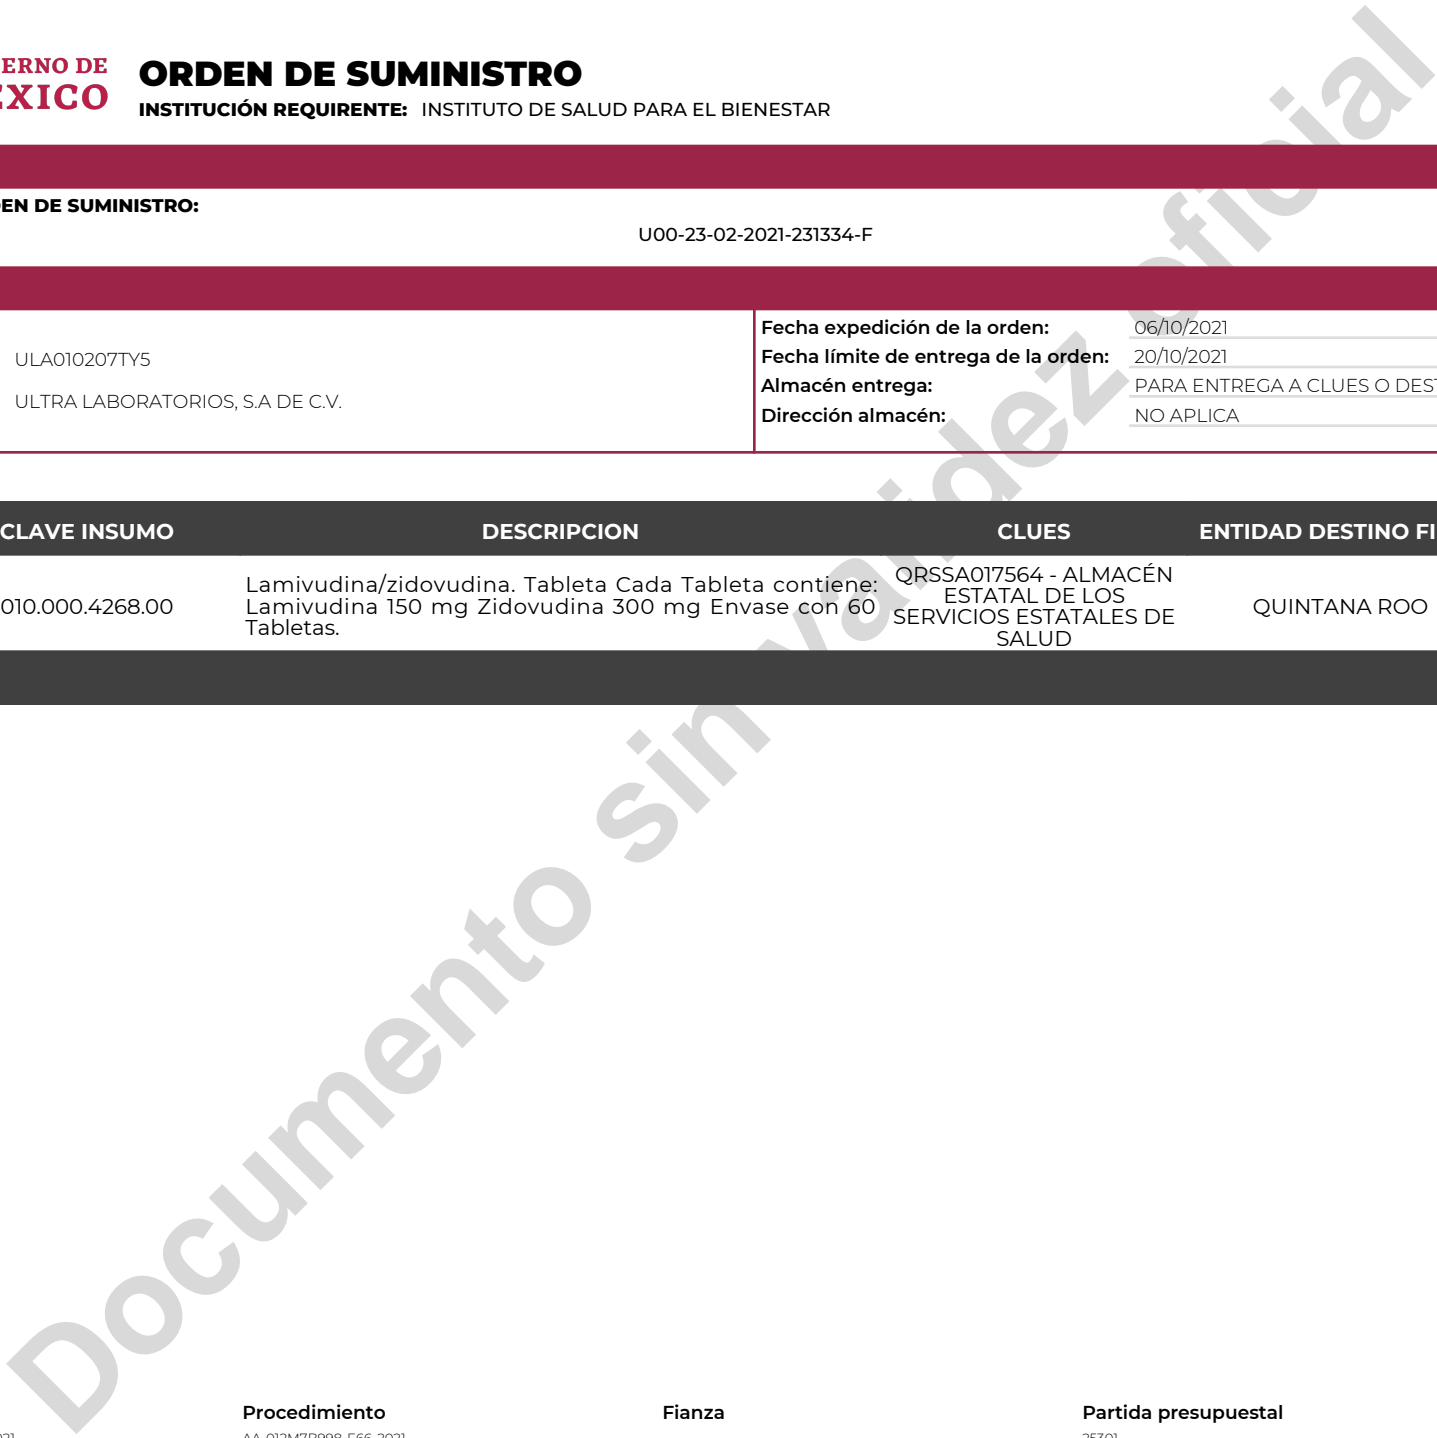 ERNO DE
ÉXICO
ORDEN DE SUMINISTRO
INSTITUCIÓN REQUIRENTE: INSTITUTO DE SALUD PARA EL BIENESTAR
EN DE SUMINISTRO:
U00-23-02-2021-231334-F
ULA010207TY5
ULTRA LABORATORIOS, S.A DE C.V.
Fecha expedición de la orden: 06/10/2021
Fecha límite de entrega de la orden: 20/10/2021
Almacén entrega: PARA ENTREGA A CLUES O DEST
Dirección almacén: NO APLICA
CLAVE INSUMO DESCRIPCION CLUES ENTIDAD DESTINO FI
010.000.4268.00
Lamivudina/zidovudina. Tableta Cada Tableta contiene:
Lamivudina 150 mg Zidovudina 300 mg Envase con 60
Tabletas.
QRSSA017564 - ALMACÉN
ESTATAL DE LOS
SERVICIOS ESTATALES DE
SALUD
QUINTANA ROO
Documento sin validez oficial
Procedimiento Fianza Partida presupuestal